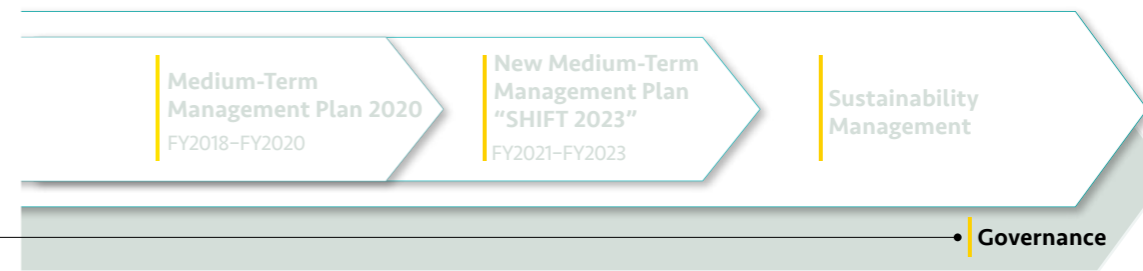 Medium-Term
Management Plan 2020
FY2018–FY2020
New Medium-Term
Management Plan
“SHIFT 2023”
FY2021–FY2023
Sustainability
Management
Governance